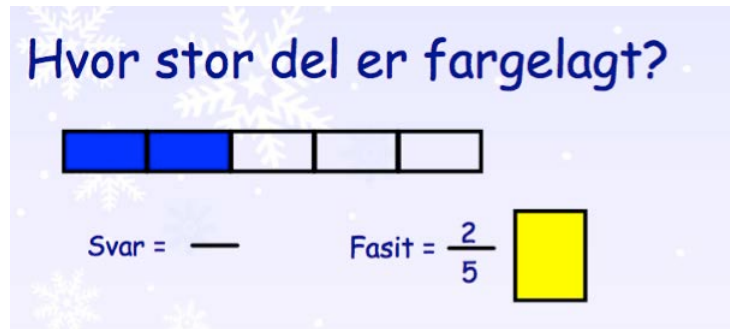 Hvor stor del er fargelagt?
Svar = — Fasit = 2/5